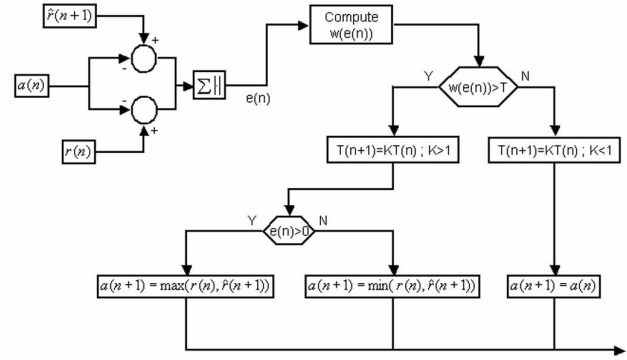 r̂(n+1)
+
-
a(n)
-
+
r(n)
∑||
e(n)
Compute
w(e(n))
Y
w(e(n))>T
N
T(n+1)=KT(n) ; K>1
T(n+1)=KT(n) ; K<1
Y
e(n)>0
N
a(n+1) = max(r(n), r̂(n+1))
a(n+1) = min(r(n), r̂(n+1))
a(n+1) = a(n)